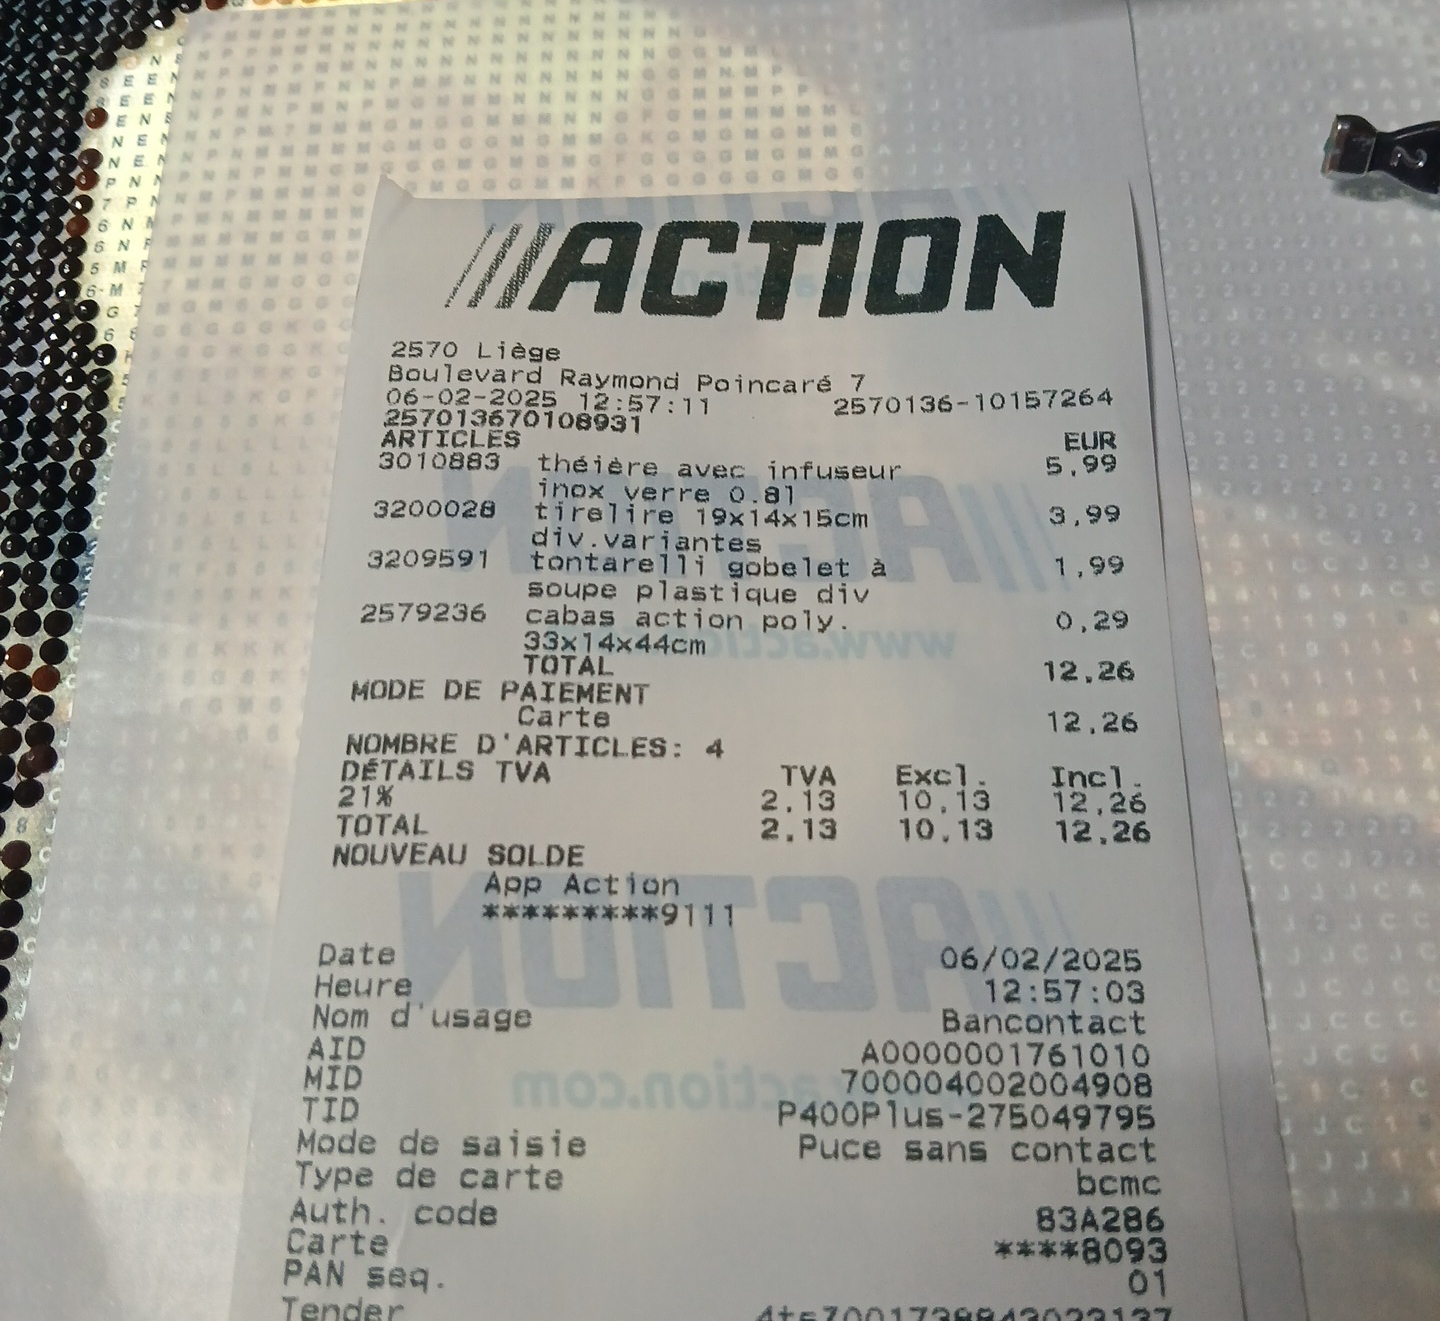 ACTION
2570 Liège
Boulevard Raymond Poincaré 7
06-02-2025 12:57:11 2570136-10157264
257013670108931
ARTICLES EUR
3010883 théière avec infuseur 5,99
inox verre 0.8l
3200028 tirelire 19x14x15cm 3,99
div.variantes
3209591 tontarelli gobelet à 1,99
soupe plastique div
2579236 cabas action poly. 0,29
33x14x44cm
TOTAL 12,26
MODE DE PAIEMENT
Carte 12,26
NOMBRE D'ARTICLES: 4
DÉTAILS TVA TVA Excl. Incl.
21% 2,13 10,13 12,26
TOTAL 2,13 10,13 12,26
NOUVEAU SOLDE
App Action
*********9111
Date 06/02/2025
Heure 12:57:03
Nom d'usage Bancontact
AID A0000001761010
MID 700004002004908
TID P400Plus-275049795
Mode de saisie Puce sans contact
Type de carte bcmc
Auth. code 83A286
Carte ****8093
PAN seq. 01
Tender